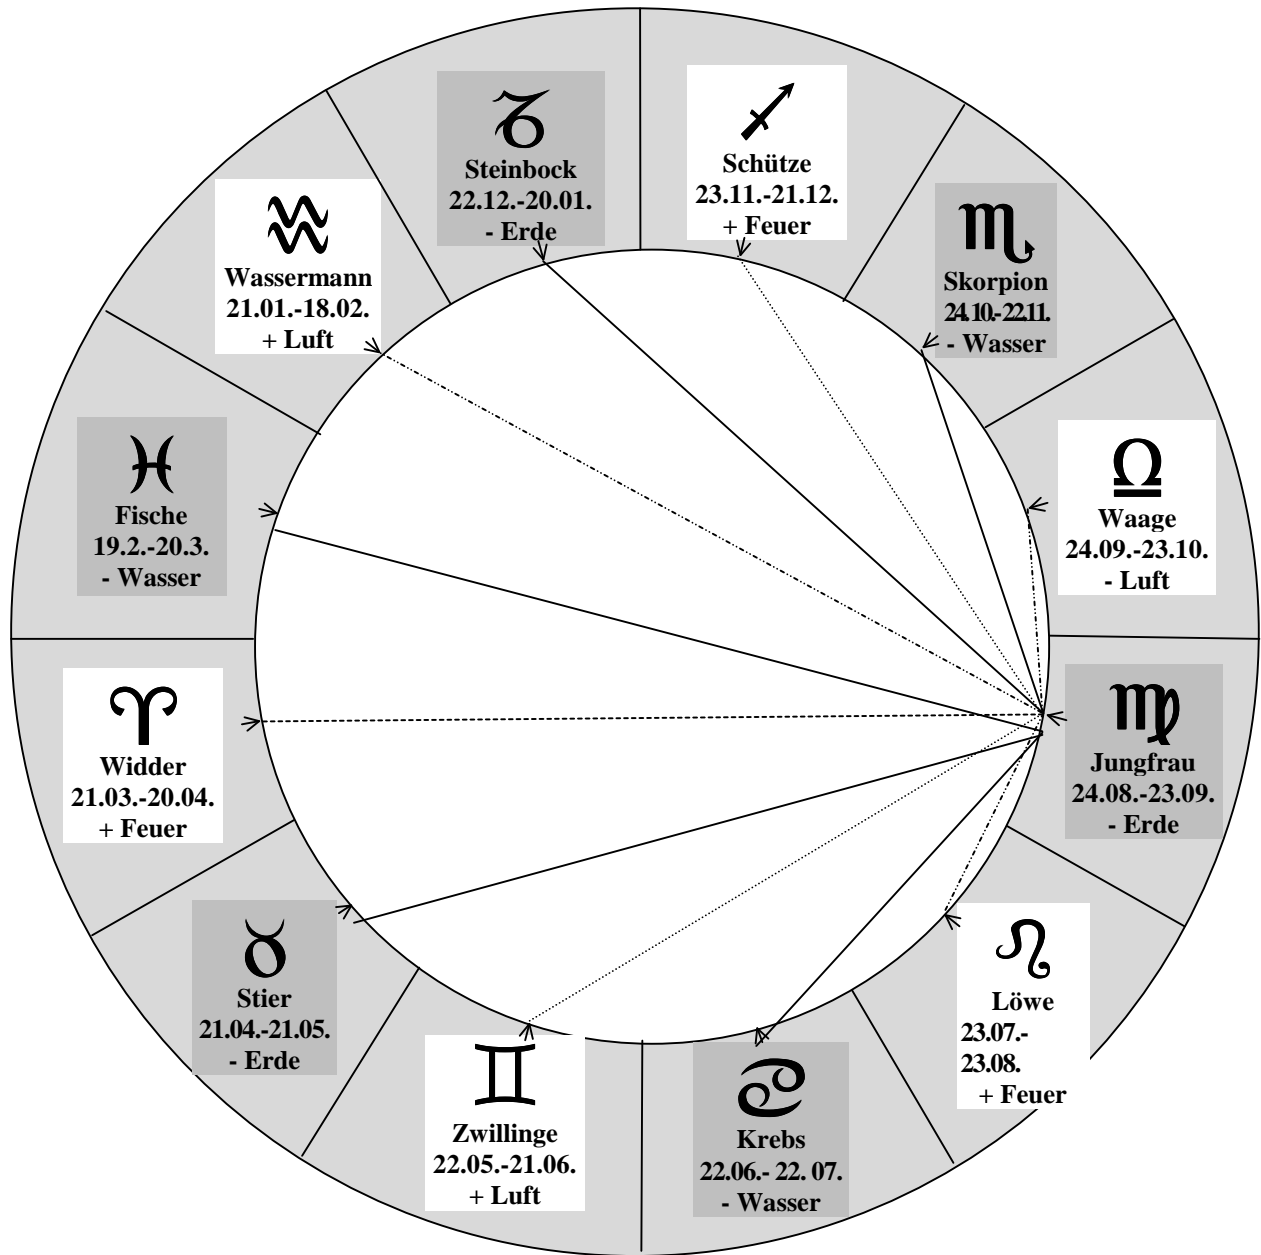 Steinbock
22.12.-20.01.
- Erde
Schütze
23.11.-21.12.
+ Feuer
Wassermann
21.01.-18.02.
+ Luft
Skorpion
24.10.-22.11.
- Wasser
Fische
19.2.-20.3.
- Wasser
Waage
24.09.-23.10.
- Luft
Widder
21.03.-20.04.
+ Feuer
Jungfrau
24.08.-23.09.
- Erde
Stier
21.04.-21.05.
- Erde
Löwe
23.07.-
23.08.
+ Feuer
Zwillinge
22.05.-21.06.
+ Luft
Krebs
22.06.- 22. 07.
- Wasser